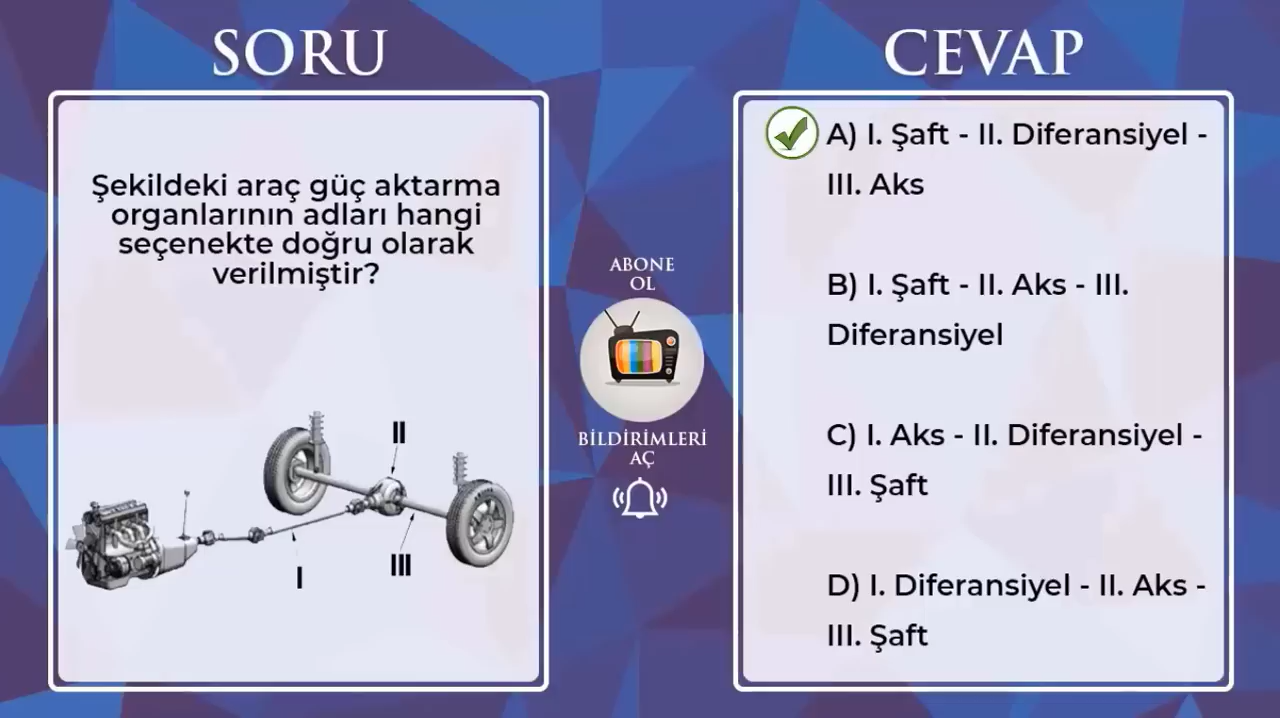 SORU
Şekildeki araç güç aktarma
organlarının adları hangi
seçenekte doğru olarak
verilmiştir?
II
I
III
ABONE
OL
BİLDİRİMLERİ
AÇ
CEVAP
A) I. Şaft - II. Diferansiyel -
III. Aks
B) I. Şaft - II. Aks - III.
Diferansiyel
C) I. Aks - II. Diferansiyel -
III. Şaft
D) I. Diferansiyel - II. Aks -
III. Şaft